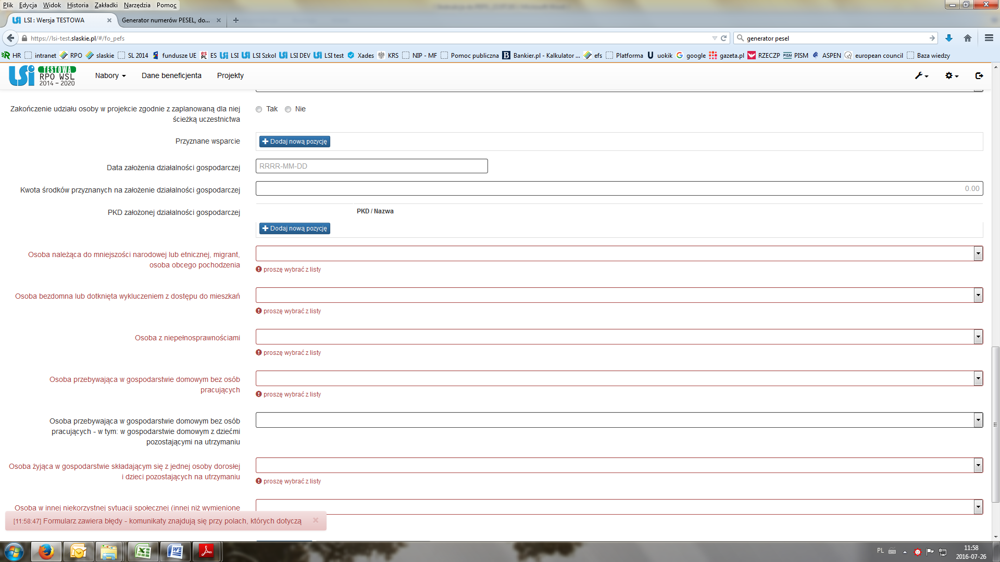 Plik Edycja Widok Historia Zakładki Narzędzia Pomoc
LSI : Wersja TESTOWA
Generator numerów PESEL, do...
https://lsi-test.slaskie.pl/#/fo_pefs
generator pesel
HR intranet RPO slaskie SL 2014 fundusze UE ES LSI LSI Szkol LSI DEV LSI test Xades KRS NIP - MF Pomoc publiczna Bankier.pl - Kalkulator ... efs Platforma uokik google gazeta.pl RZECZP PISM ASPEN european council Baza wiedzy
LSI TESTOWA
RPO WSL
2014 – 2020
Nabory Dane beneficjenta Projekty
Zakończenie udziału osoby w projekcie zgodnie z zaplanowaną dla niej
ścieżką uczestnictwa
Tak Nie
Przyznane wsparcie
Dodaj nową pozycję
Data założenia działalności gospodarczej
RRRR-MM-DD
Kwota środków przyznanych na założenie działalności gospodarczej
0.00
PKD założonej działalności gospodarczej
PKD / Nazwa
Dodaj nową pozycję
Osoba należąca do mniejszości narodowej lub etnicznej, migrant,
osoba obcego pochodzenia
proszę wybrać z listy
Osoba bezdomna lub dotknięta wykluczeniem z dostępu do mieszkań
proszę wybrać z listy
Osoba z niepełnosprawnościami
proszę wybrać z listy
Osoba przebywająca w gospodarstwie domowym bez osób
pracujących
proszę wybrać z listy
Osoba przebywająca w gospodarstwie domowym bez osób
pracujących - w tym: w gospodarstwie domowym z dziećmi
pozostającymi na utrzymaniu
Osoba żyjąca w gospodarstwie składającym się z jednej osoby dorosłej
i dzieci pozostających na utrzymaniu
proszę wybrać z listy
Osoba w innej niekorzystnej sytuacji społecznej (innej niż wymienione
[11:58:47] Formularz zawiera błędy - komunikaty znajdują się przy polach, których dotyczą
PL
11:58
2016-07-26